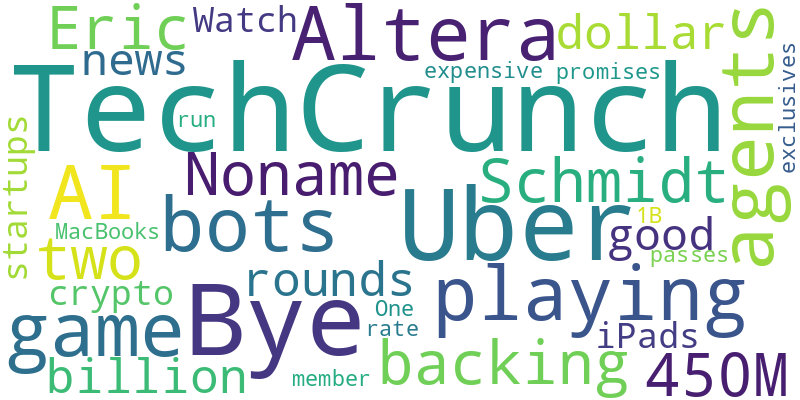 Eric
Watch
Altera
dollar
agents
news
expensive
promises
exclusives
TechCrunch
run
startups
AI
Noname
Schmidt
bots
Uber
1B
good
MacBooks
two
passes
crypto
rounds
playing
Bye
One
rate
iPads
game
billion
member
backing
450M